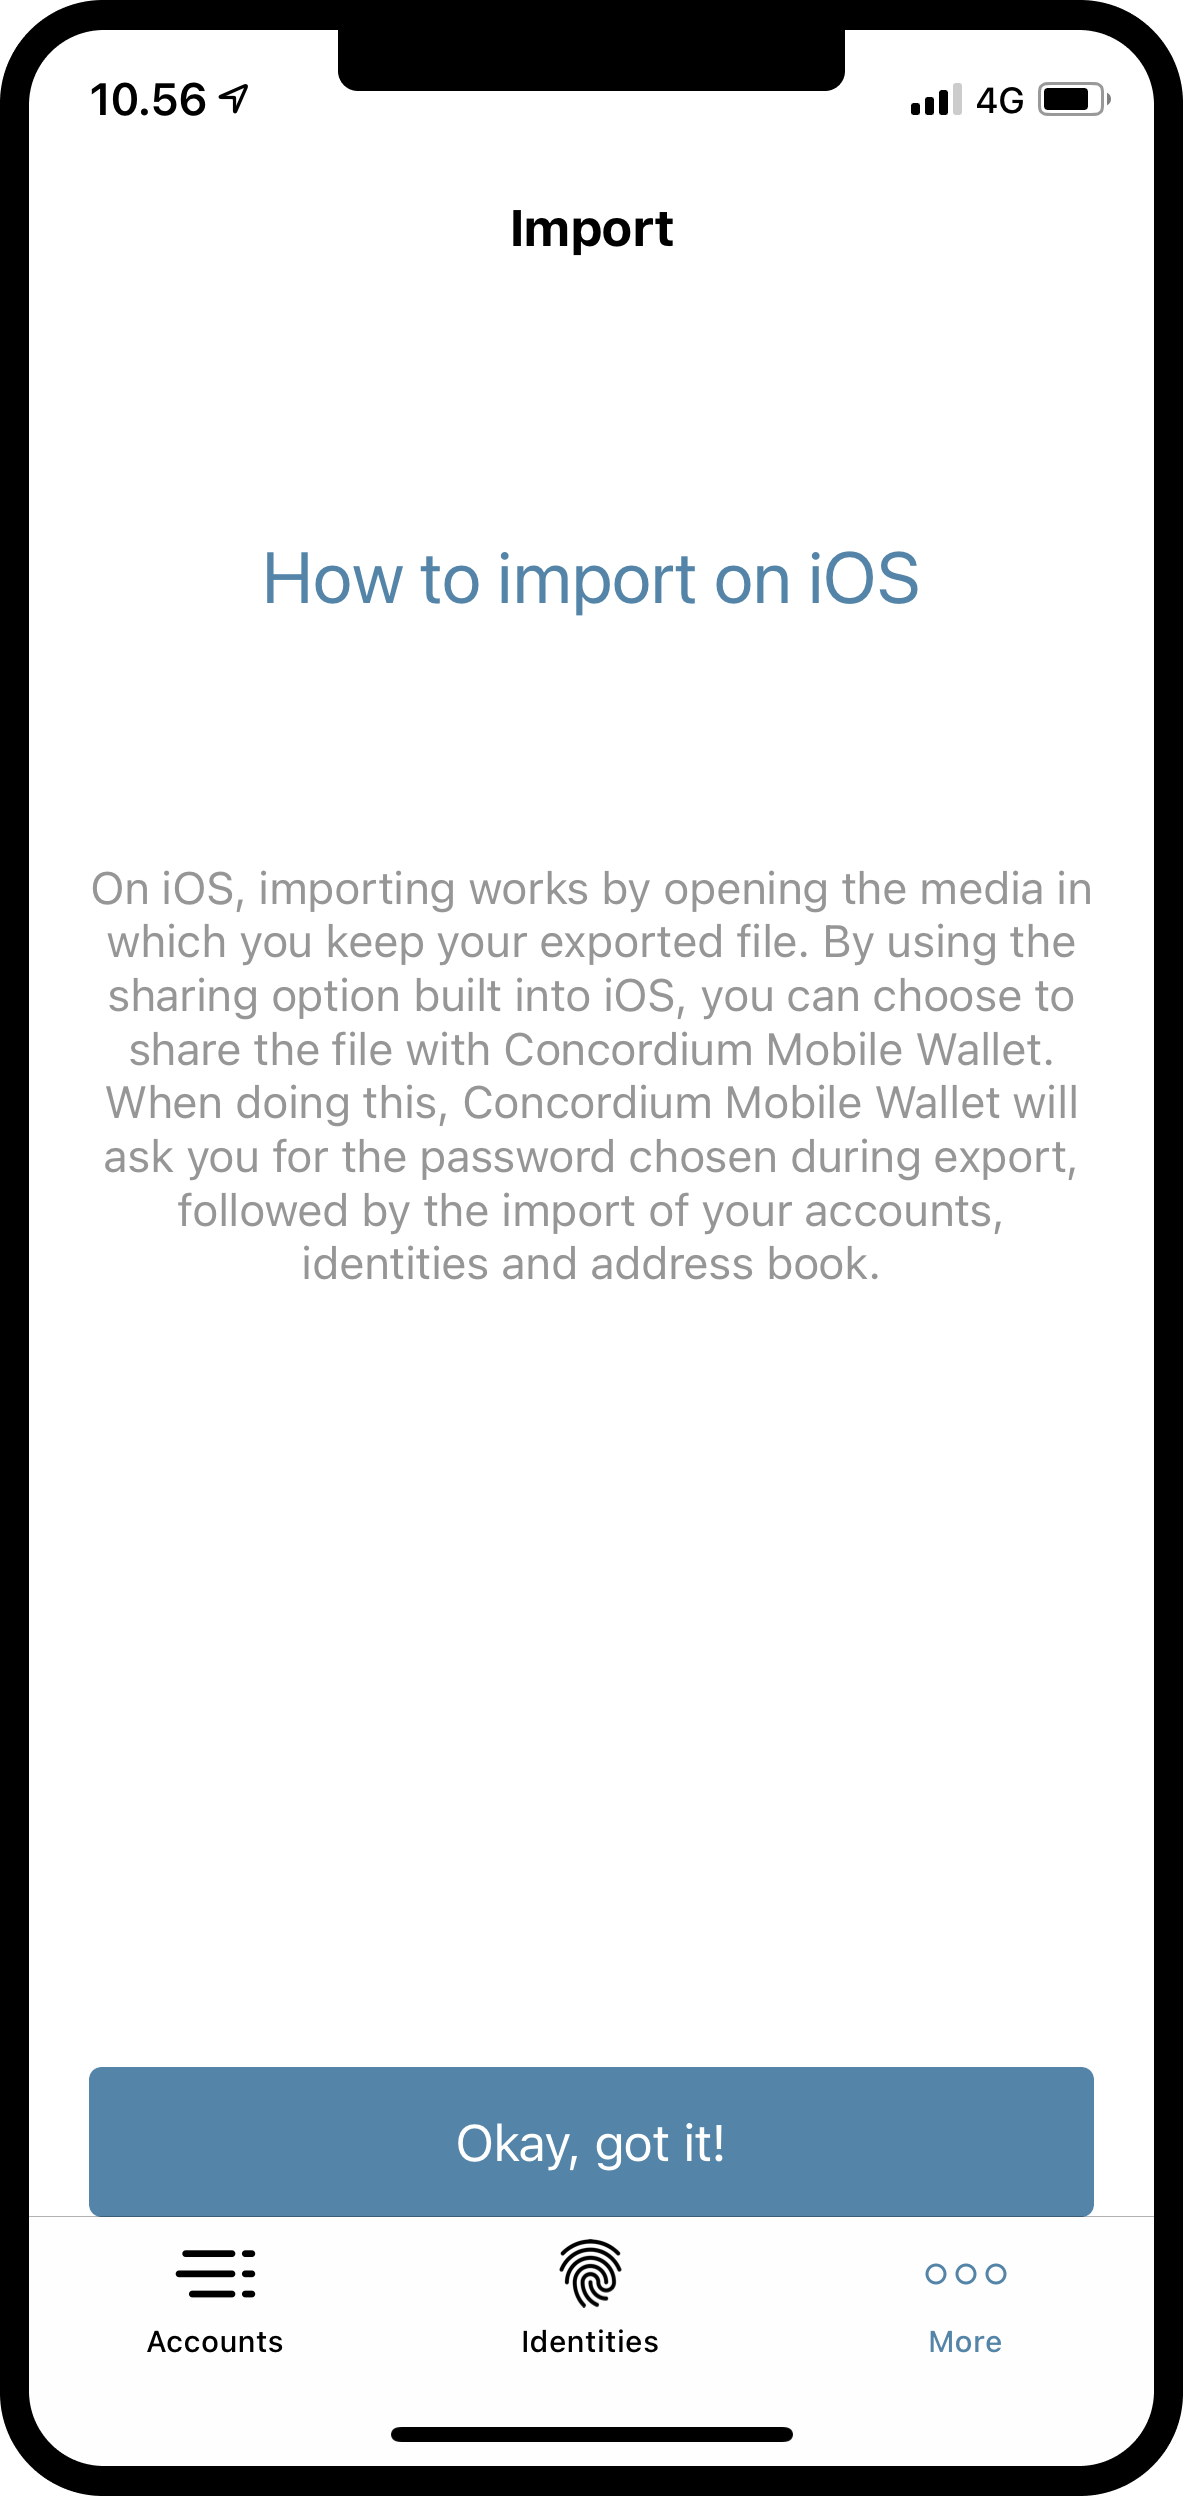 10.56
4G
Import
How to import on iOS
On iOS, importing works by opening the media in
which you keep your exported file. By using the
sharing option built into iOS, you can choose to
share the file with Concordium Mobile Wallet.
When doing this, Concordium Mobile Wallet will
ask you for the password chosen during export,
followed by the import of your accounts,
identities and address book.
Okay, got it!
Accounts
Identities
More